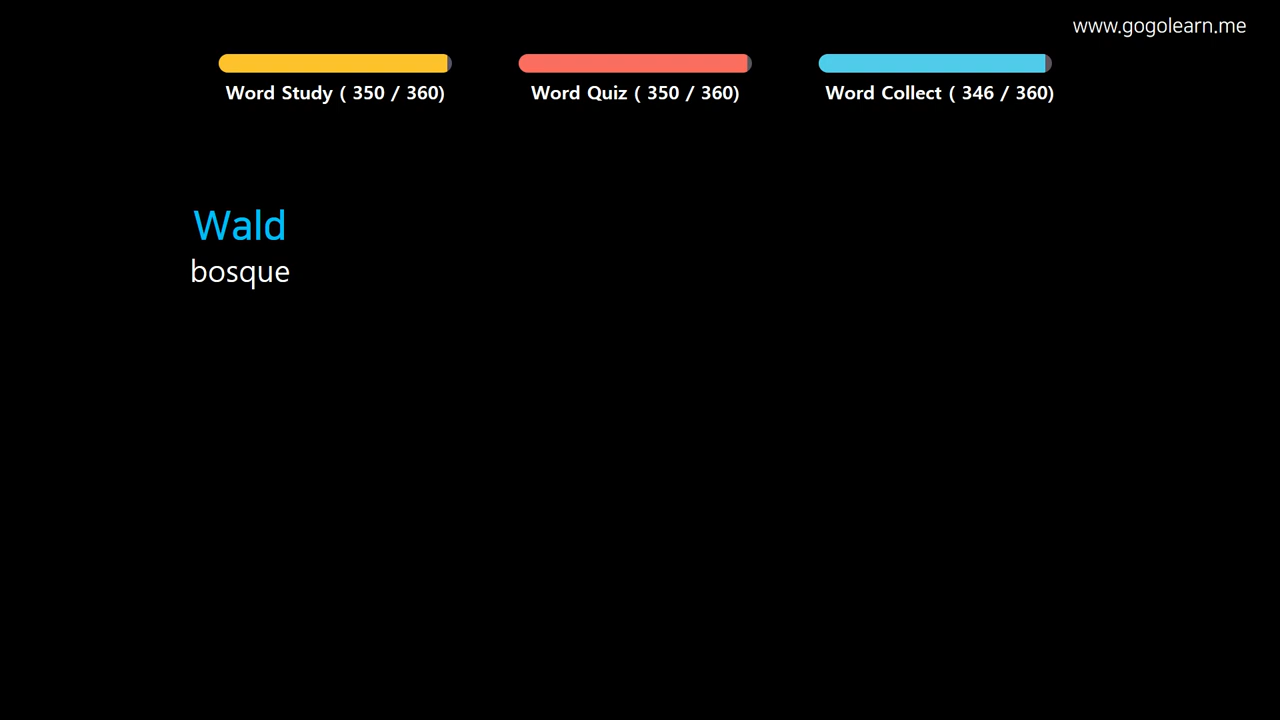 www.gogolearn.me
Word Study ( 350 / 360)
Word Quiz ( 350 / 360)
Word Collect ( 346 / 360)
Wald
bosque